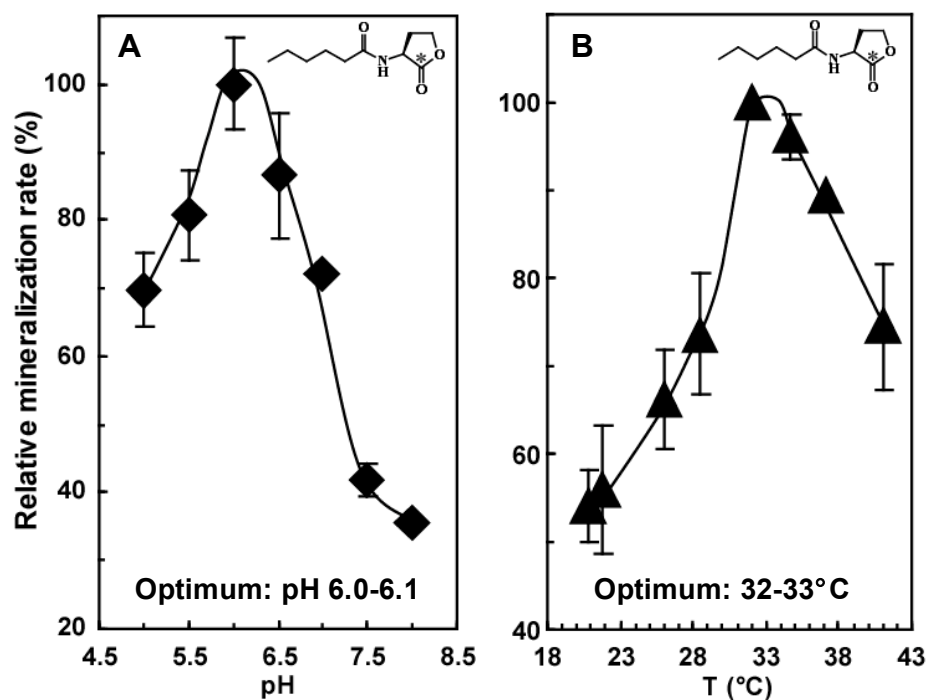 A
O
N
H
*
O
O
Relative mineralization rate (%)
100
80
60
40
20
Optimum: pH 6.0-6.1
4.5 5.5 6.5 7.5 8.5
pH
B
O
N
H
*
O
O
100
80
60
40
Optimum: 32-33°C
18 23 28 33 38 43
T (°C)